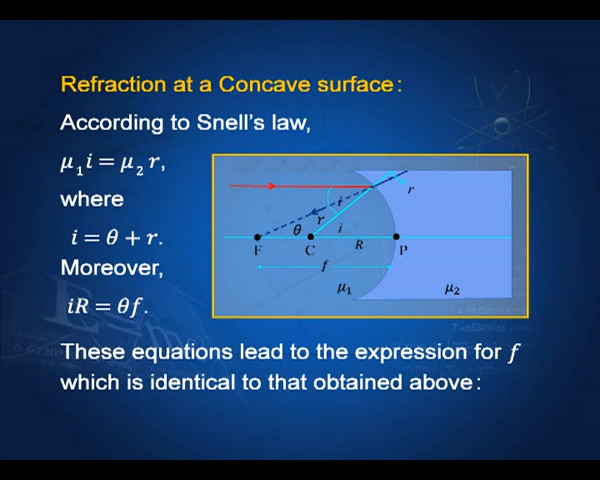 Refraction at a Concave surface:
According to Snell's law,
μ₁i = μ₂r,
where
i = θ + r.
Moreover,
iR = θf.
r
i
r
θ
i
F
C
R
P
f
μ₁
μ₂
These equations lead to the expression for f
which is identical to that obtained above: